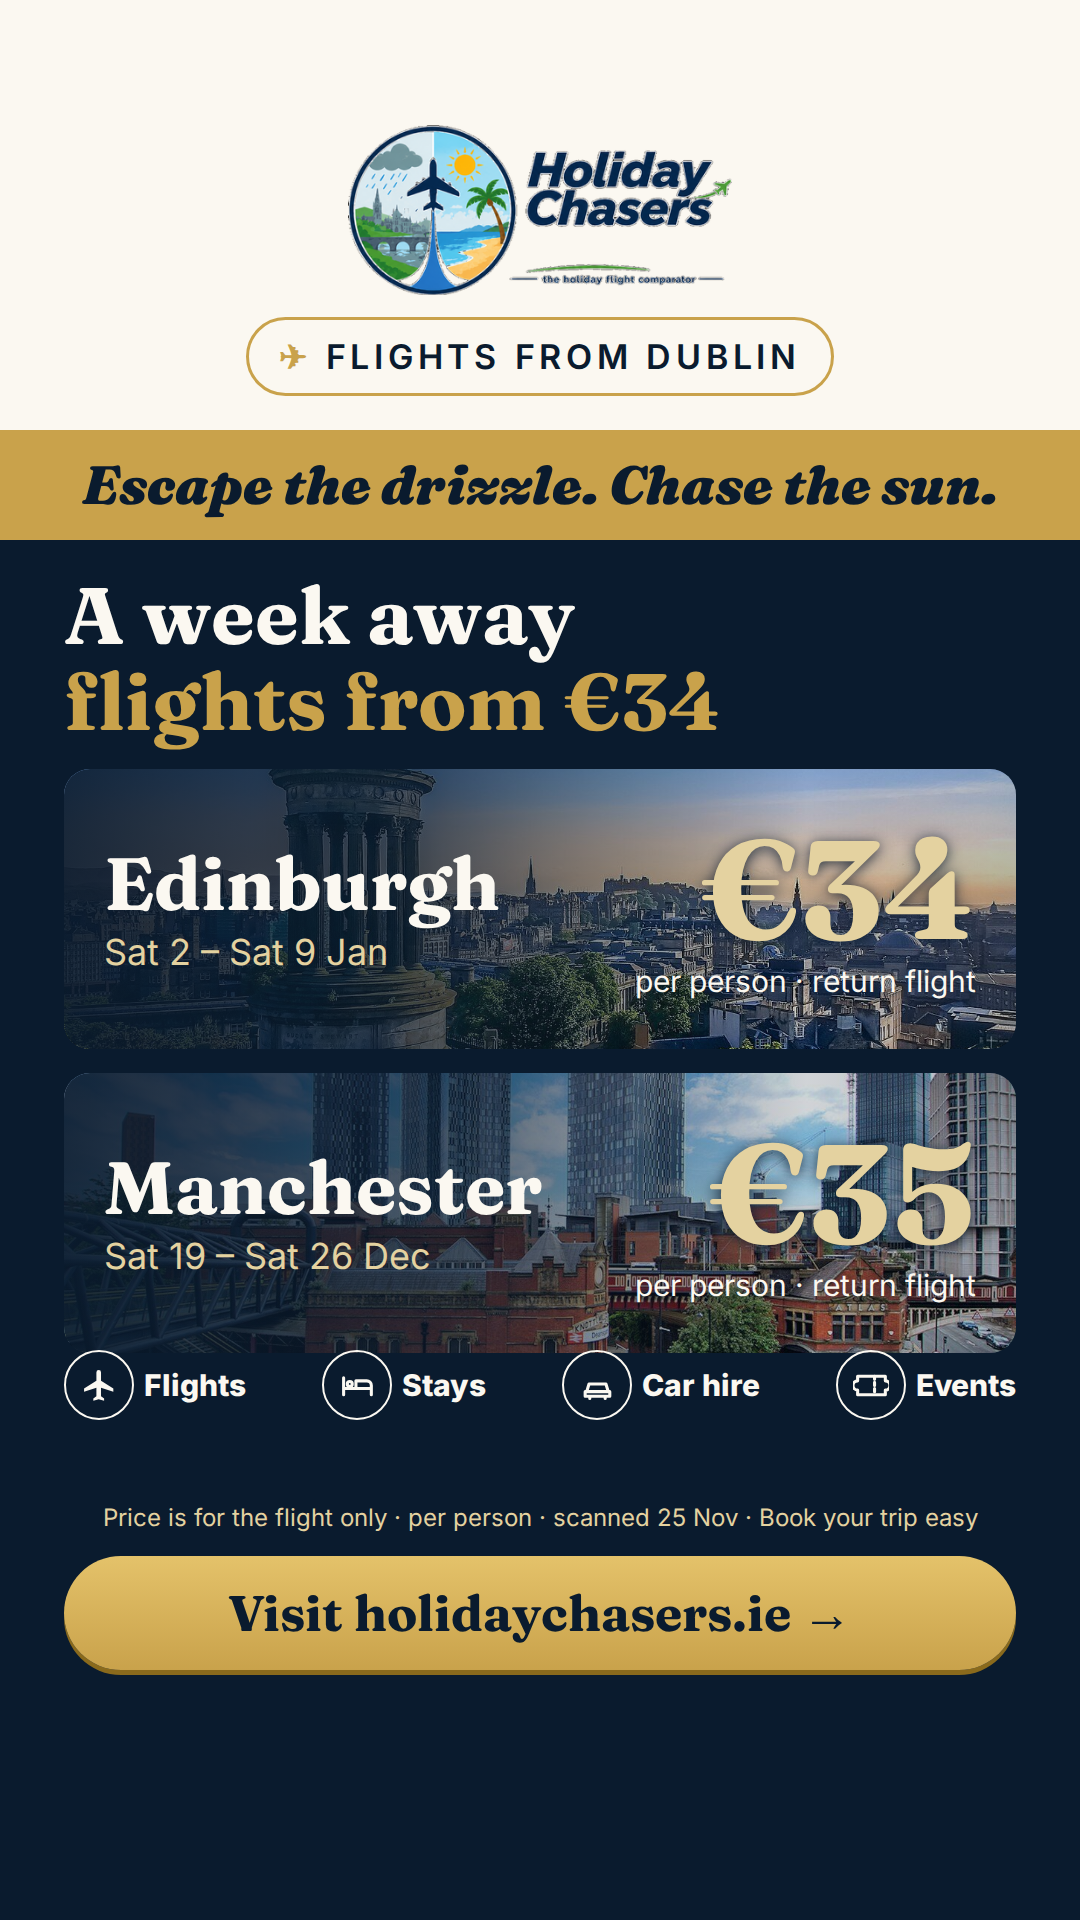 Holiday
Chasers
the holiday flight comparator
✈ FLIGHTS FROM DUBLIN
Escape the drizzle. Chase the sun.
A week away
flights from €34
Edinburgh
Sat 2 – Sat 9 Jan
€34
per person · return flight
Manchester
Sat 19 – Sat 26 Dec
€35
per person · return flight
ATLAS
KNOTT
Flights
Stays
Car hire
Events
Price is for the flight only · per person · scanned 25 Nov · Book your trip easy
Visit holidaychasers.ie →